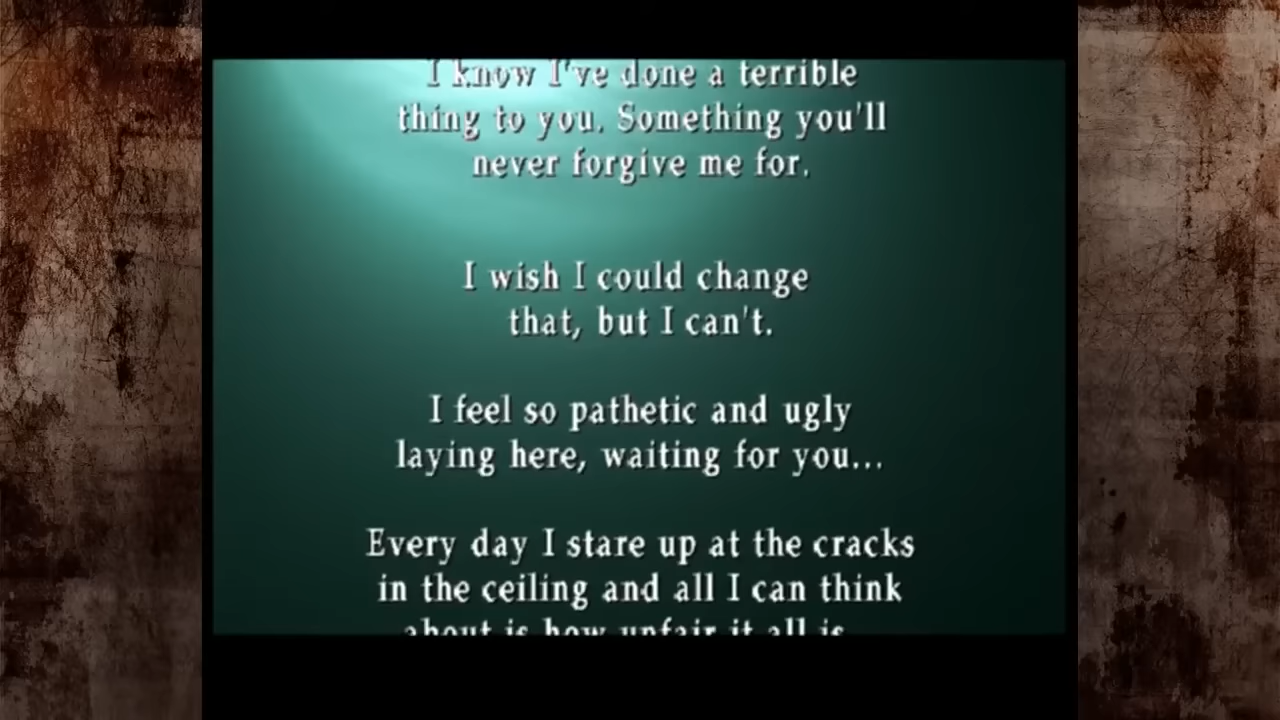 I know I've done a terrible
thing to you. Something you'll
never forgive me for.
I wish I could change
that, but I can't.
I feel so pathetic and ugly
laying here, waiting for you...
Every day I stare up at the cracks
in the ceiling and all I can think
about is how unfair it all is